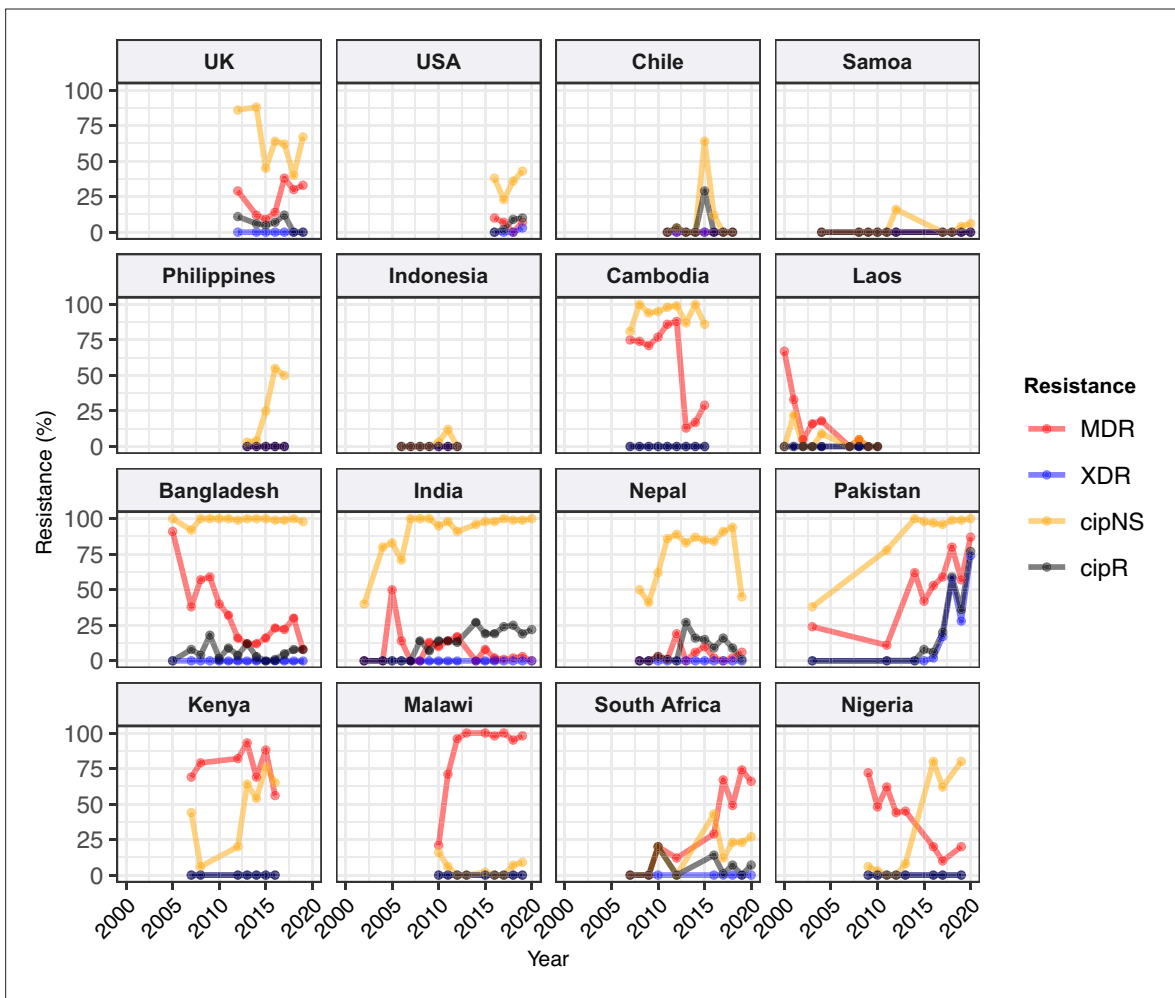 UK USA Chile Samoa
100
75
50
25
0
Philippines Indonesia Cambodia Laos
100
75
50
25
0
Bangladesh India Nepal Pakistan
100
75
50
25
0
Kenya Malawi South Africa Nigeria
100
75
50
25
0
Resistance (%)
2000 2005 2010 2015 2020 2000 2005 2010 2015 2020 2000 2005 2010 2015 2020 2000 2005 2010 2015 2020
Year
Resistance
MDR
XDR
cipNS
cipR